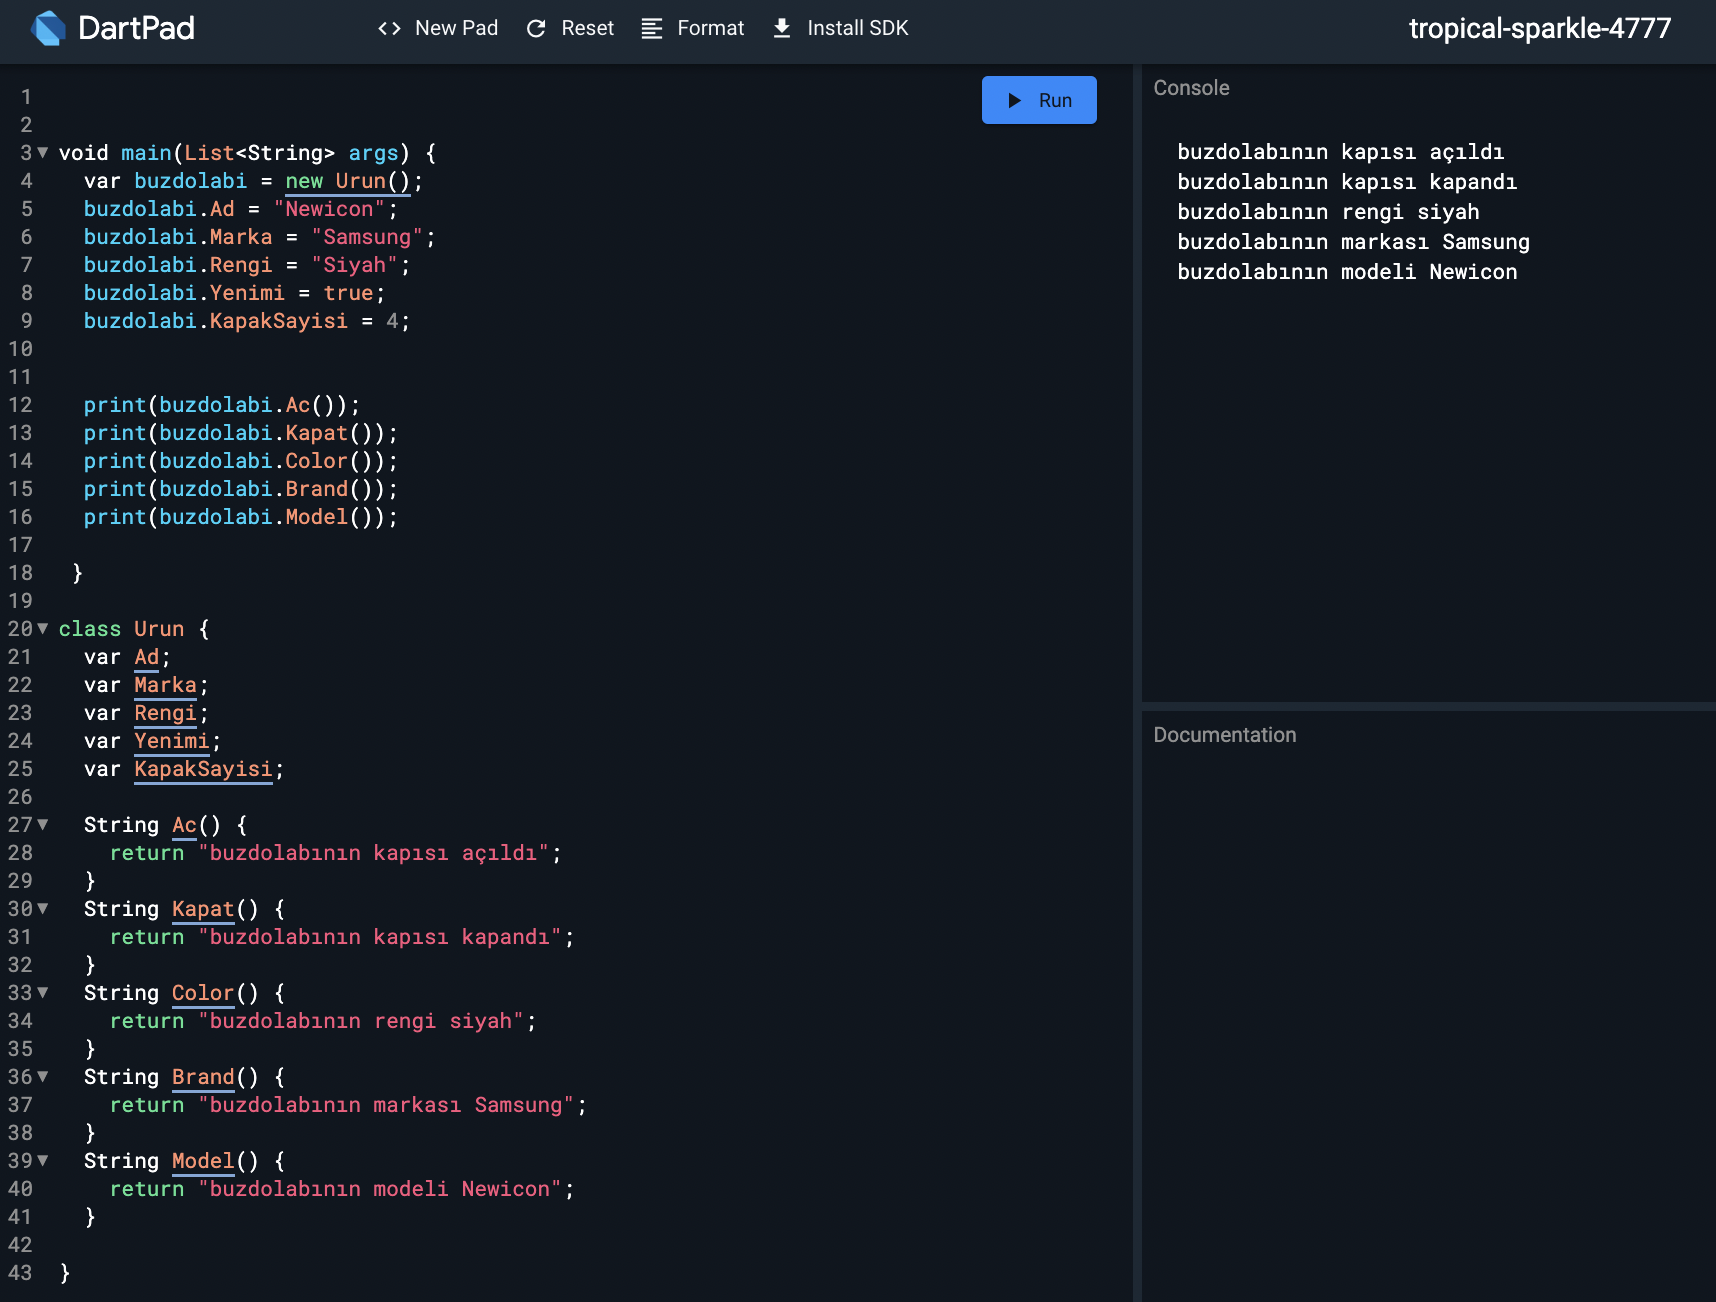 DartPad
<> New Pad
Reset
Format
Install SDK
tropical-sparkle-4777
Run
1
2
3 void main(List<String> args) {
4 var buzdolabi = new Urun();
5 buzdolabi.Ad = "Newicon";
6 buzdolabi.Marka = "Samsung";
7 buzdolabi.Rengi = "Siyah";
8 buzdolabi.Yenimi = true;
9 buzdolabi.KapakSayisi = 4;
10
11
12 print(buzdolabi.Ac());
13 print(buzdolabi.Kapat());
14 print(buzdolabi.Color());
15 print(buzdolabi.Brand());
16 print(buzdolabi.Model());
17
18 }
19
20 class Urun {
21 var Ad;
22 var Marka;
23 var Rengi;
24 var Yenimi;
25 var KapakSayisi;
26
27 String Ac() {
28 return "buzdolabının kapısı açıldı";
29 }
30 String Kapat() {
31 return "buzdolabının kapısı kapandı";
32 }
33 String Color() {
34 return "buzdolabının rengi siyah";
35 }
36 String Brand() {
37 return "buzdolabının markası Samsung";
38 }
39 String Model() {
40 return "buzdolabının modeli Newicon";
41 }
42
43 }
Console
buzdolabının kapısı açıldı
buzdolabının kapısı kapandı
buzdolabının rengi siyah
buzdolabının markası Samsung
buzdolabının modeli Newicon
Documentation